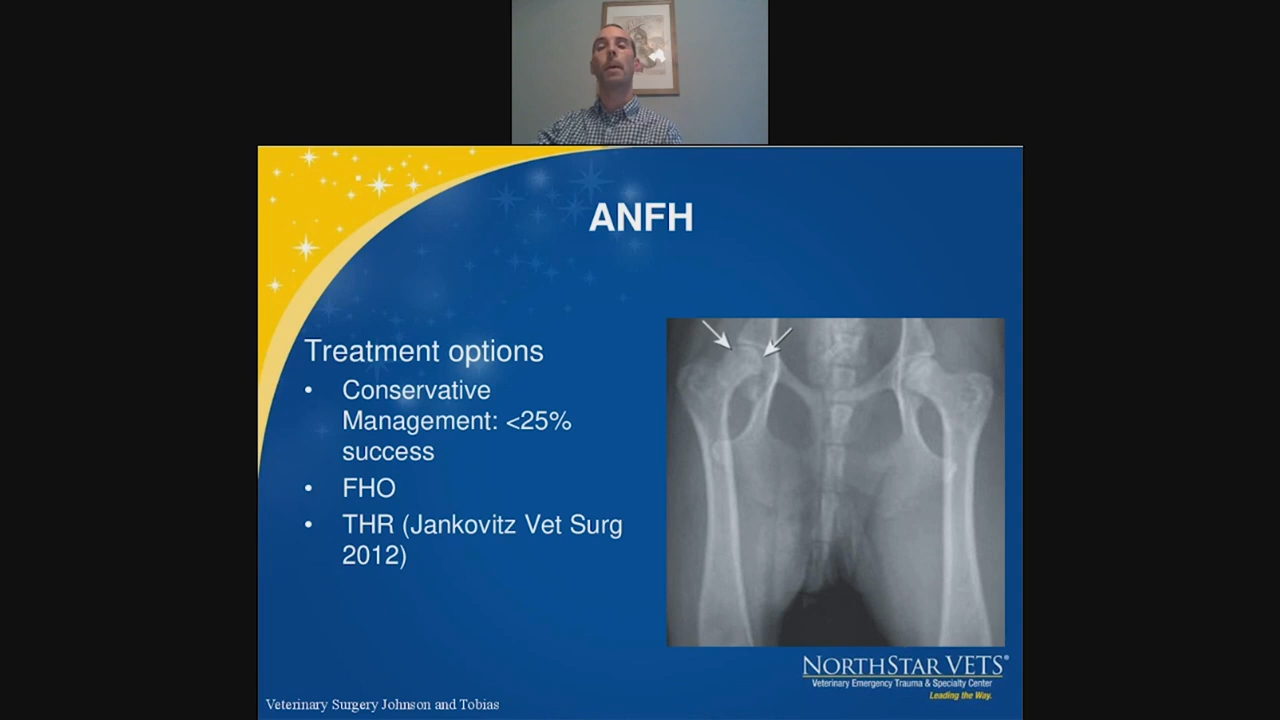 ANFH
Treatment options
• Conservative
Management: <25%
success
• FHO
• THR (Jankovitz Vet Surg
2012)
NORTHSTAR VETS®
Veterinary Emergency Trauma & Specialty Center
Leading the Way.
Veterinary Surgery Johnson and Tobias